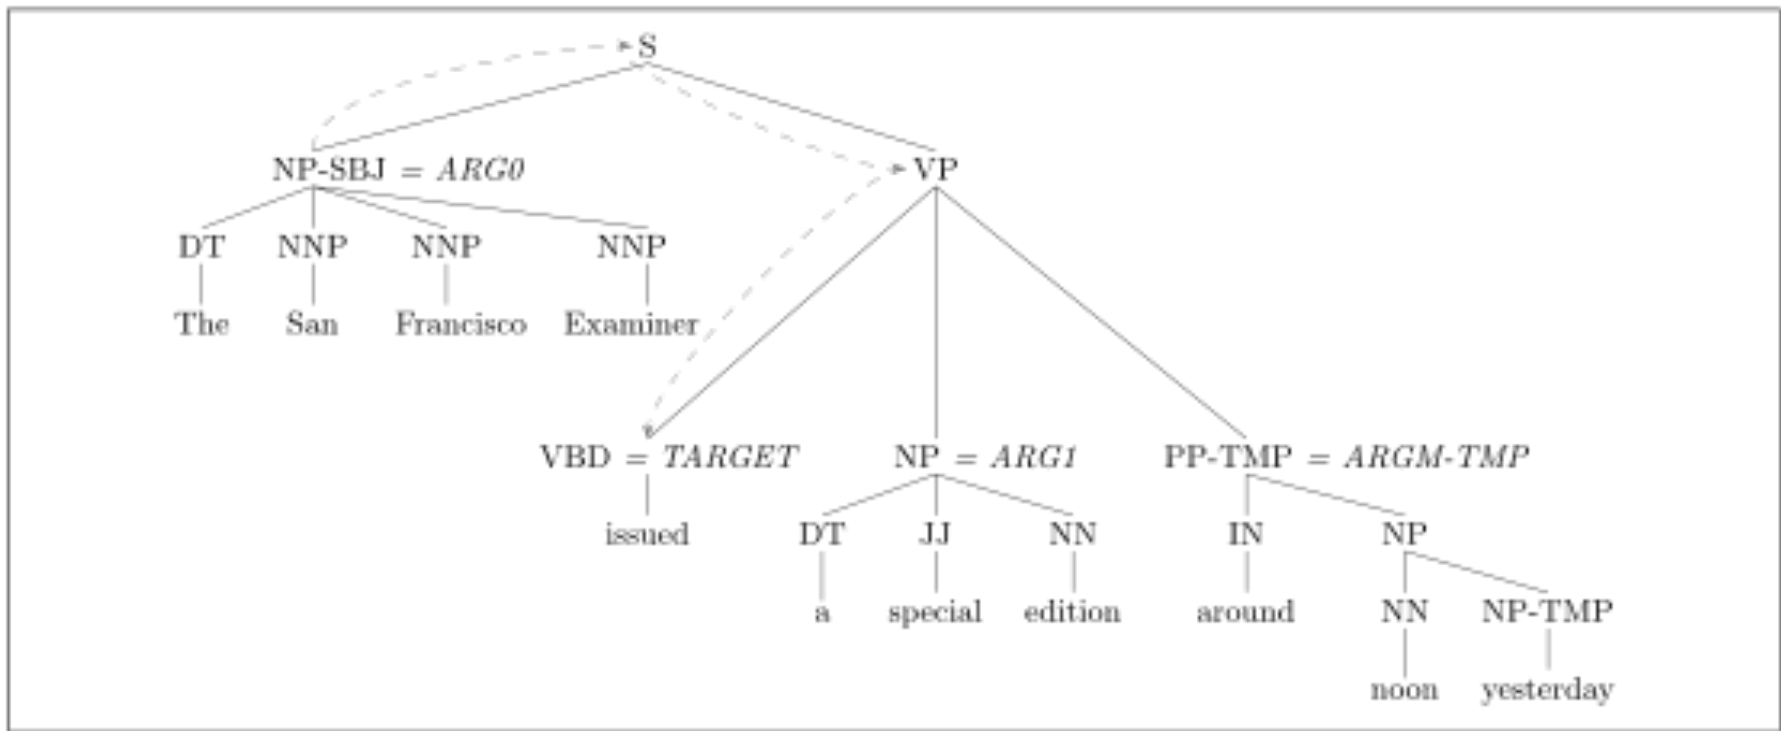 S
NP-SBJ = ARG0 VP
DT NNP NNP NNP
The San Francisco Examiner
VBD = TARGET NP = ARG1 PP-TMP = ARGM-TMP
issued DT JJ NN IN NP
a special edition around NN NP-TMP
noon yesterday